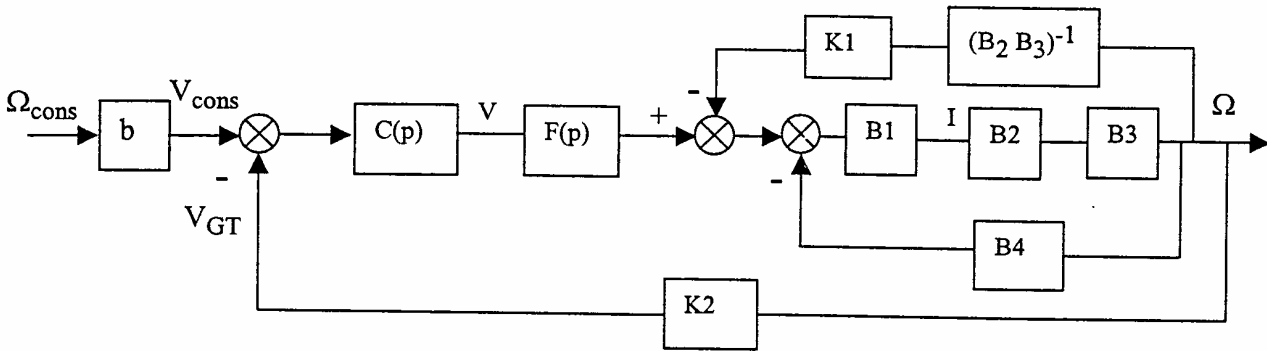 K1
(B2 B3)-1
Ωcons
b
Vcons
-
C(p)
V
F(p)
+
-
-
B1
I
B2
B3
Ω
B4
-
VGT
K2